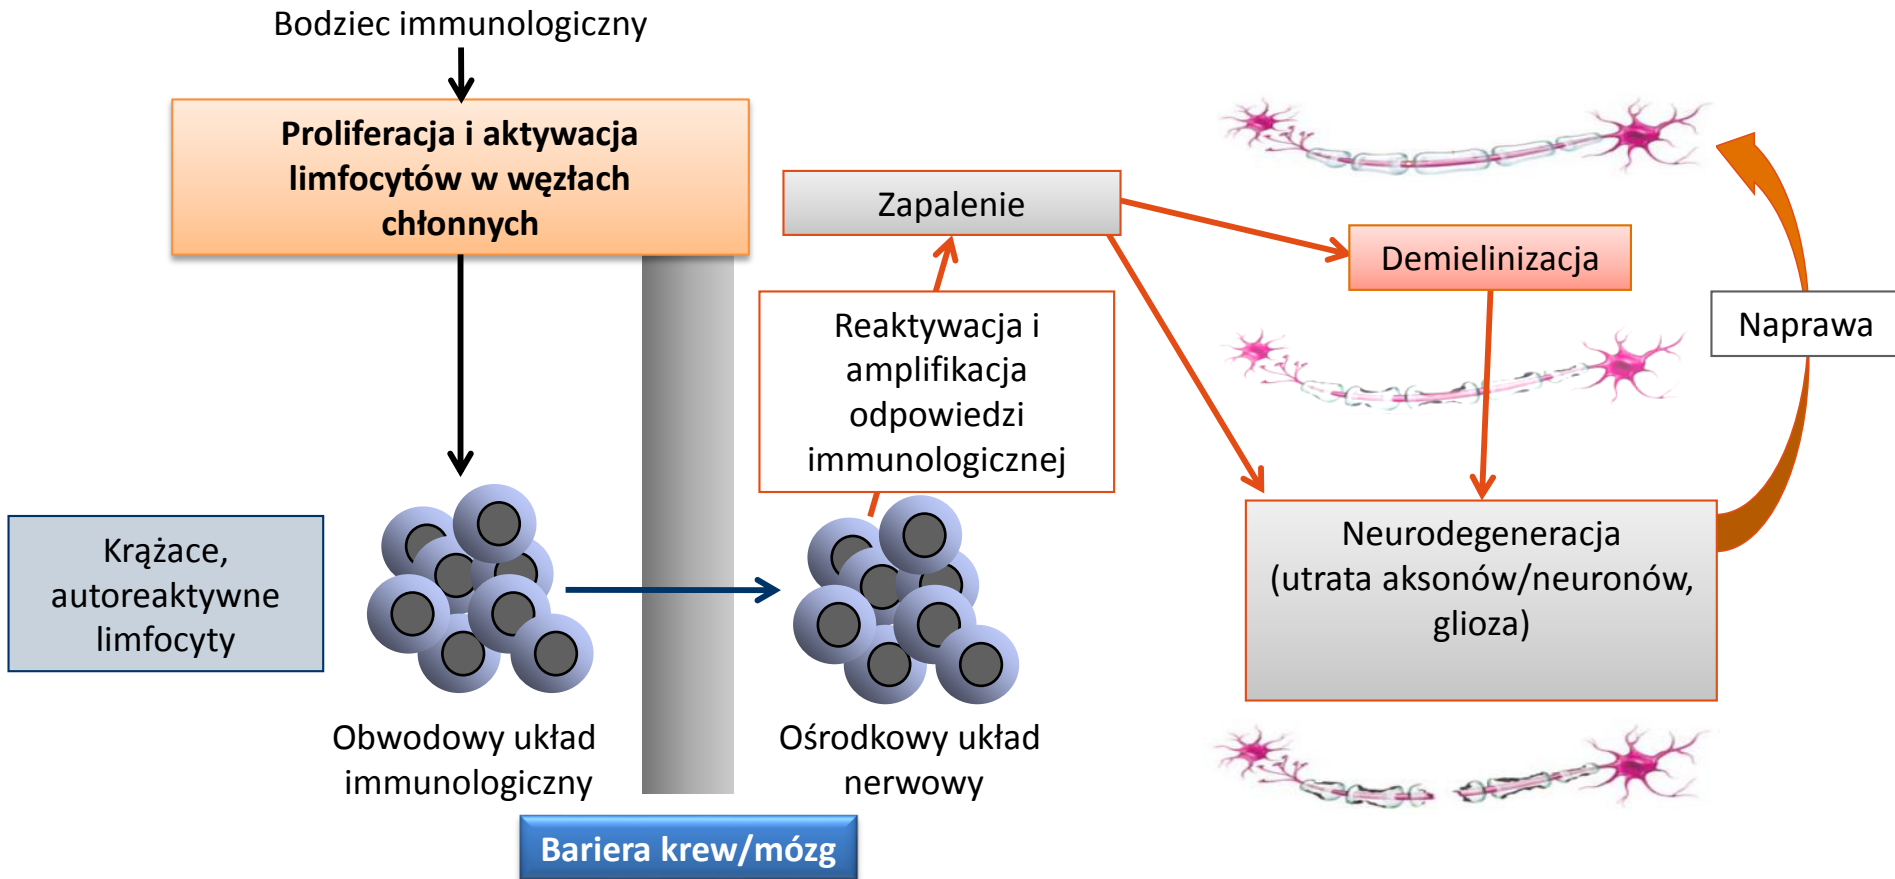 Bodziec immunologiczny
Proliferacja i aktywacja
limfocytów w węzłach
chłonnych
Zapalenie
Demielinizacja
Reaktywacja i
amplifikacja
odpowiedzi
immunologicznej
Naprawa
Krążace,
autoreaktywne
limfocyty
Neurodegeneracja
(utrata aksonów/neuronów,
glioza)
Obwodowy układ
immunologiczny
Ośrodkowy układ
nerwowy
Bariera krew/mózg